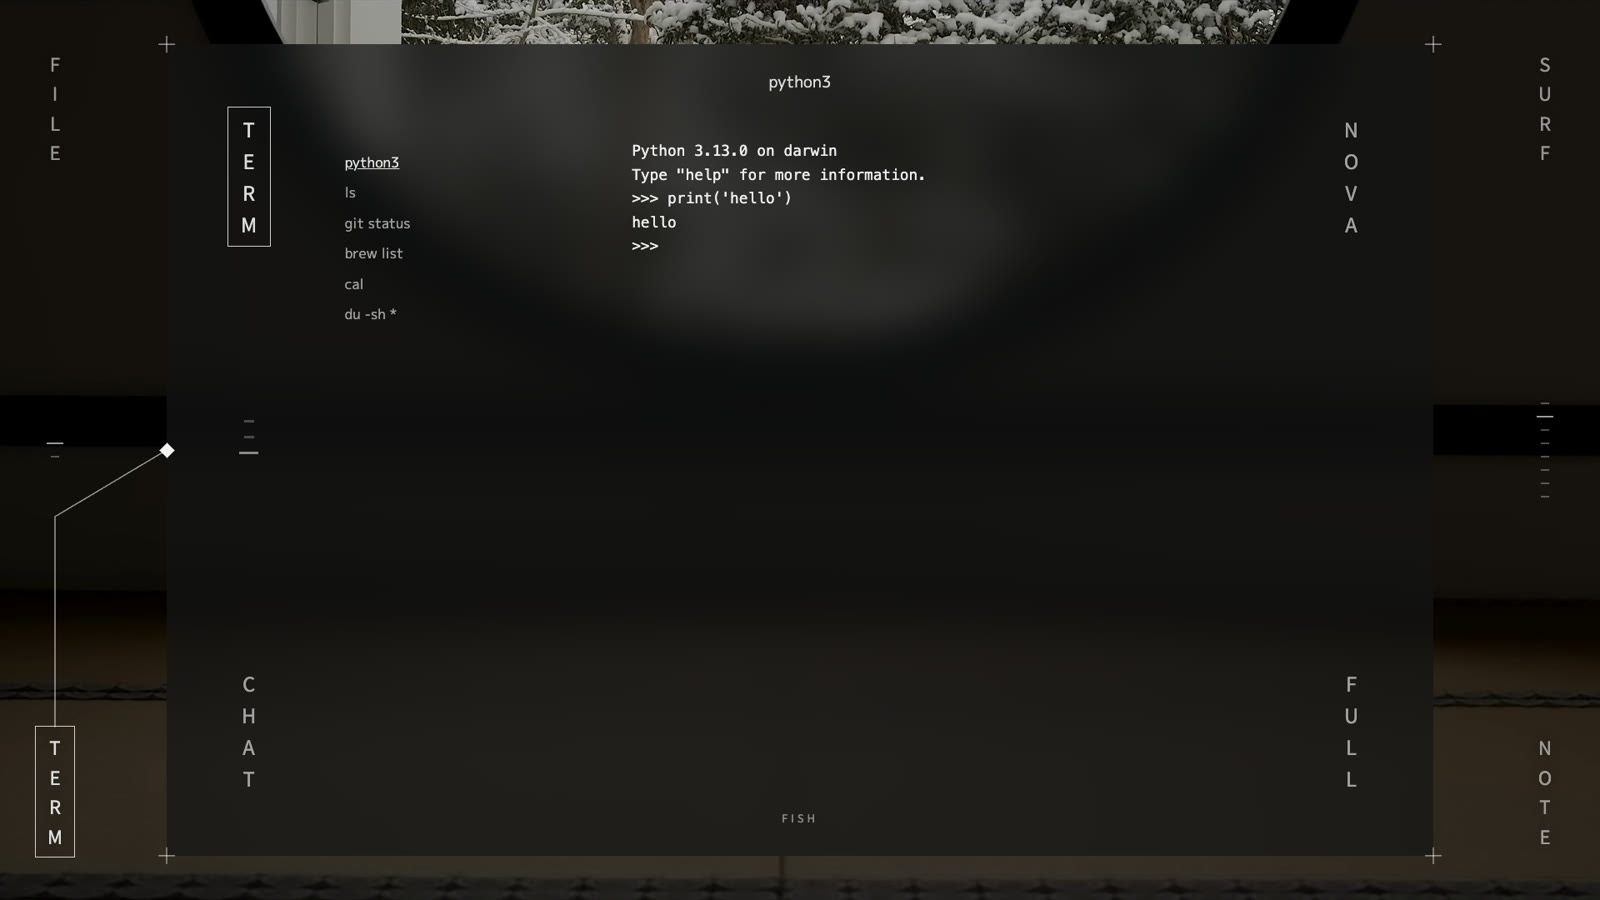 FILE
SURF
python3
TERM
NOVA
python3
ls
git status
brew list
cal
du -sh *
Python 3.13.0 on darwin
Type "help" for more information.
>>> print('hello')
hello
>>>
CHAT
FULL
TERM
NOTE
FISH